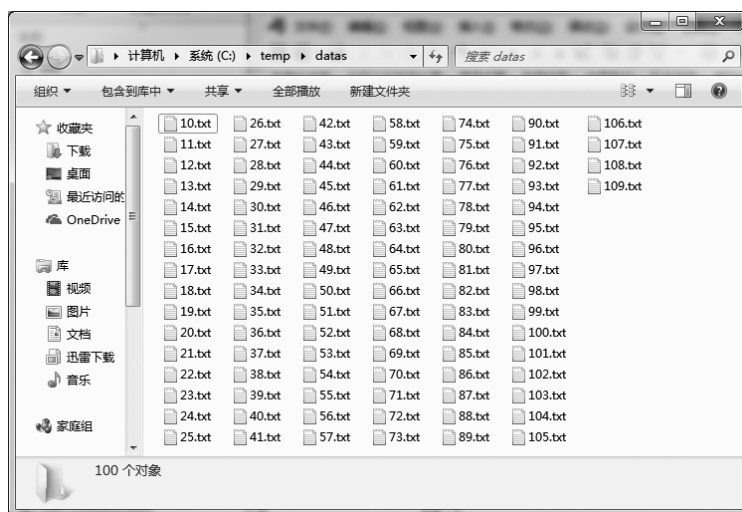 计算机 ▸ 系统 (C:) ▸ temp ▸ datas
搜索 datas
组织 包含到库中 共享 全部播放 新建文件夹
收藏夹
下载
桌面
最近访问的
OneDrive
库
视频
图片
文档
迅雷下载
音乐
家庭组
10.txt 26.txt 42.txt 58.txt 74.txt 90.txt 106.txt
11.txt 27.txt 43.txt 59.txt 75.txt 91.txt 107.txt
12.txt 28.txt 44.txt 60.txt 76.txt 92.txt 108.txt
13.txt 29.txt 45.txt 61.txt 77.txt 93.txt 109.txt
14.txt 30.txt 46.txt 62.txt 78.txt 94.txt
15.txt 31.txt 47.txt 63.txt 79.txt 95.txt
16.txt 32.txt 48.txt 64.txt 80.txt 96.txt
17.txt 33.txt 49.txt 65.txt 81.txt 97.txt
18.txt 34.txt 50.txt 66.txt 82.txt 98.txt
19.txt 35.txt 51.txt 67.txt 83.txt 99.txt
20.txt 36.txt 52.txt 68.txt 84.txt 100.txt
21.txt 37.txt 53.txt 69.txt 85.txt 101.txt
22.txt 38.txt 54.txt 70.txt 86.txt 102.txt
23.txt 39.txt 55.txt 71.txt 87.txt 103.txt
24.txt 40.txt 56.txt 72.txt 88.txt 104.txt
25.txt 41.txt 57.txt 73.txt 89.txt 105.txt
100 个对象